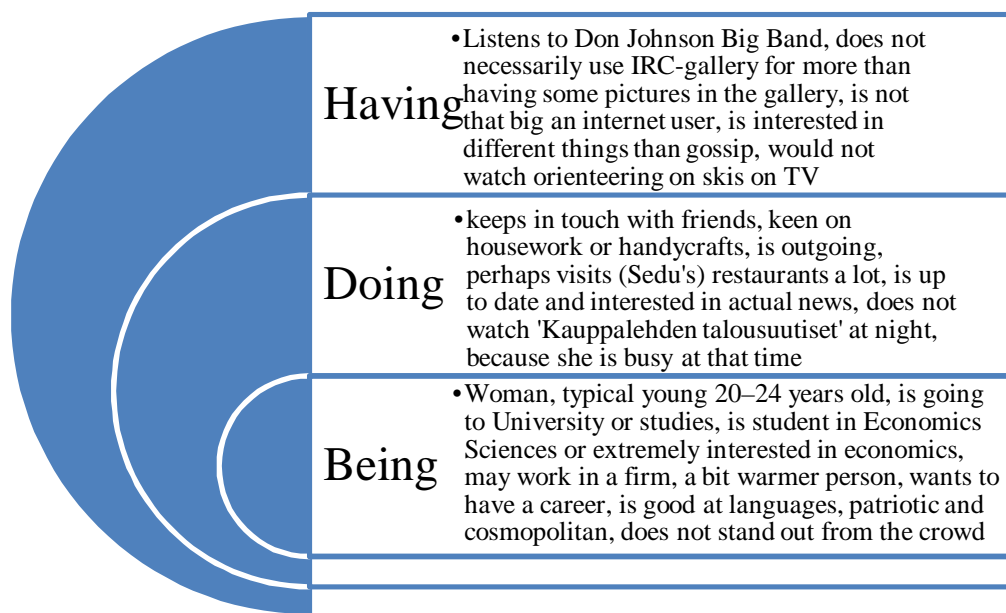 Having
•Listens to Don Johnson Big Band, does not
necessarily use IRC-gallery for more than
having some pictures in the gallery, is not
that big an internet user, is interested in
different things than gossip, would not
watch orienteering on skis on TV
Doing
•keeps in touch with friends, keen on
housework or handycrafts, is outgoing,
perhaps visits (Sedu's) restaurants a lot, is up
to date and interested in actual news, does not
watch 'Kauppalehden talousuutiset' at night,
because she is busy at that time
Being
•Woman, typical young 20–24 years old, is going
to University or studies, is student in Economics
Sciences or extremely interested in economics,
may work in a firm, a bit warmer person, wants to
have a career, is good at languages, patriotic and
cosmopolitan, does not stand out from the crowd